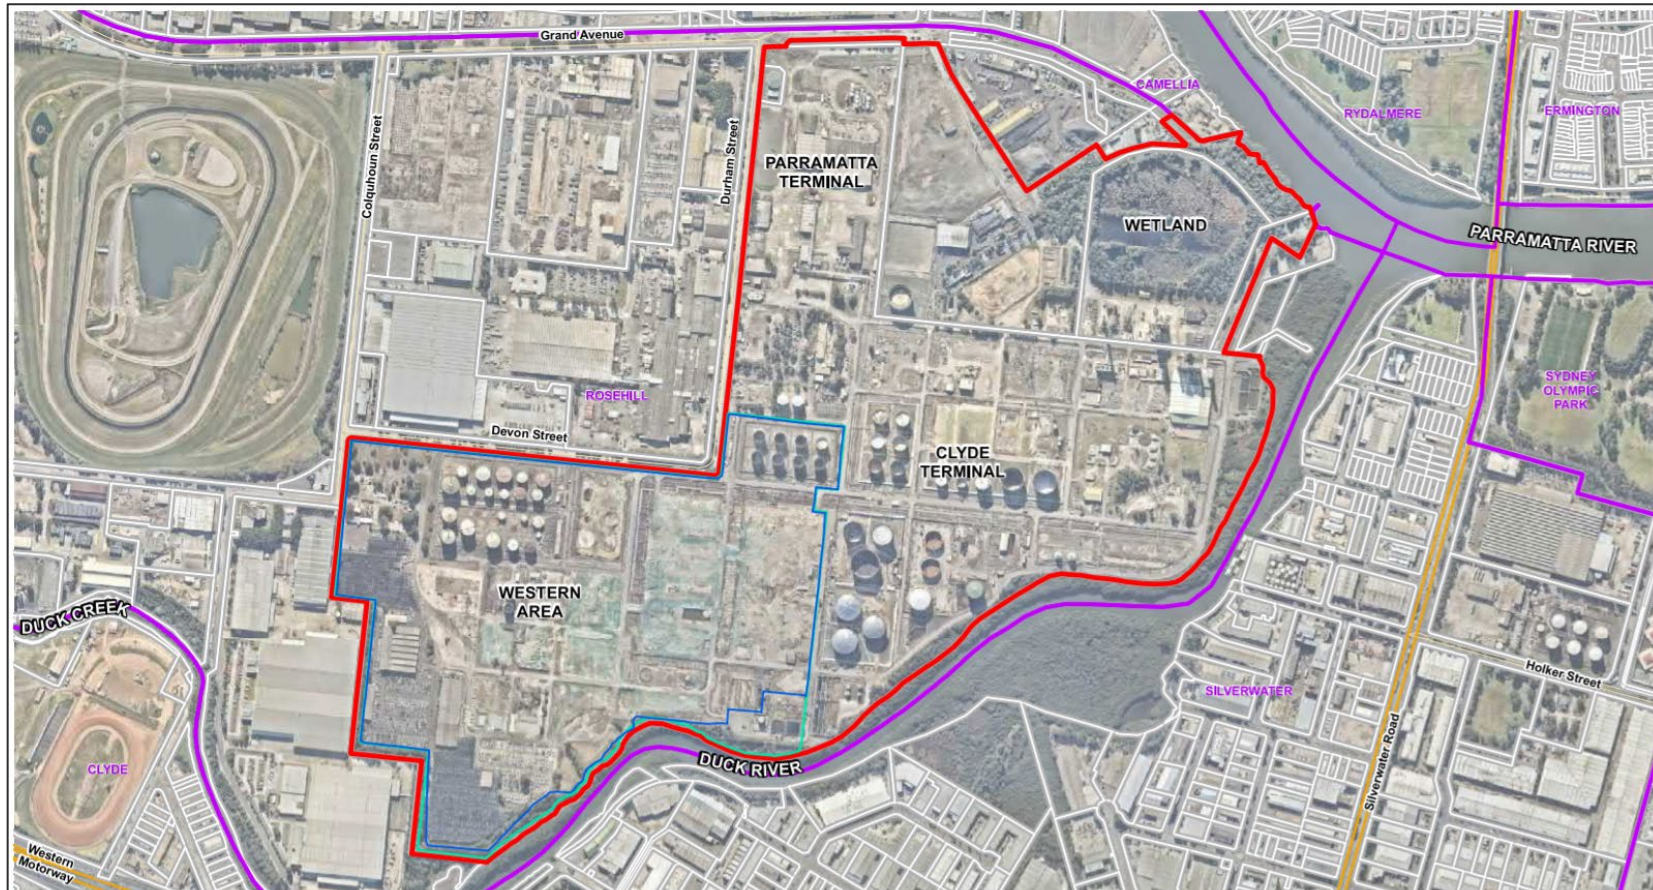 Grand Avenue
CAMELLIA
RYDALMERE
ERMINGTON
Colquhoun Street
Durham Street
PARRAMATTA
TERMINAL
WETLAND
PARRAMATTA RIVER
ROSEHILL
SYDNEY
OLYMPIC
PARK
Devon Street
CLYDE
TERMINAL
WESTERN
AREA
DUCK CREEK
Holker Street
SILVERWATER
Silverwater Road
DUCK RIVER
CLYDE
Western
Motorway